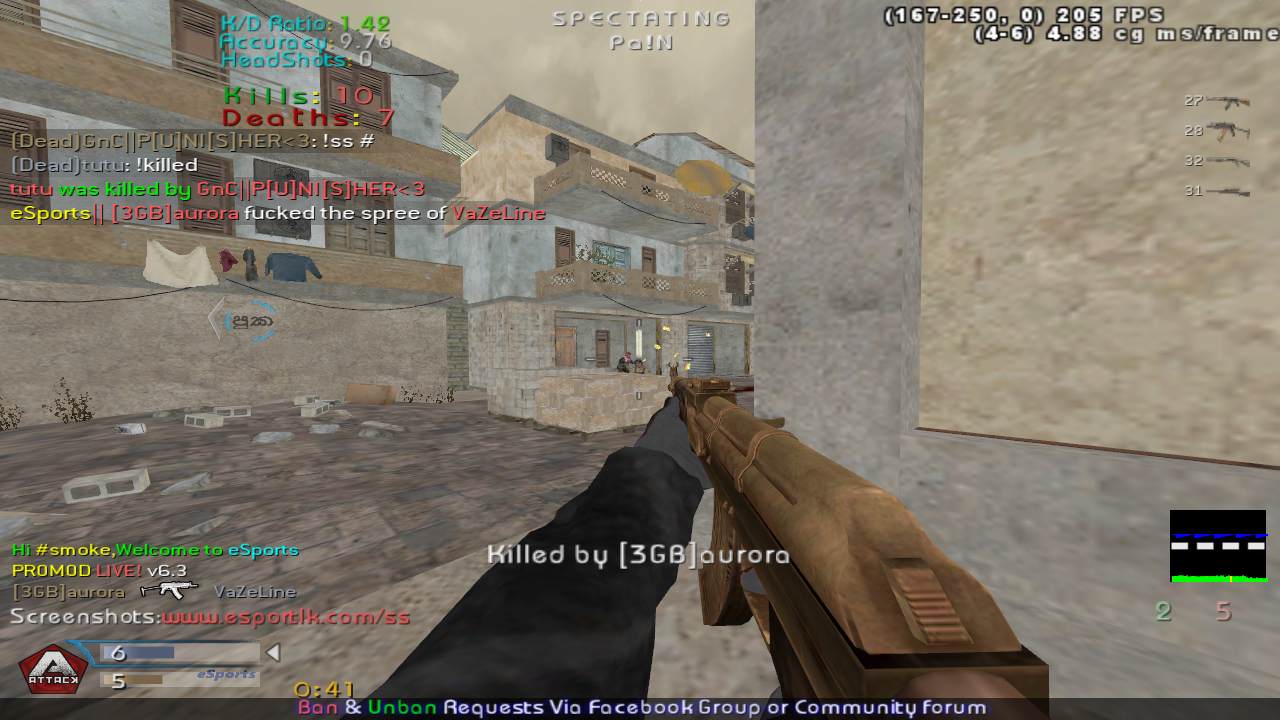 K/D Ratio: 1.42
Accuracy: 9.76
HeadShots: 0
Kills: 10
Deaths: 7
SPECTATING
Pa!N
(167-250, 0) 205 FPS
(4-6) 4.88 cg ms/frame
27
28
32
31
(Dead)GnC||P[U]NI[S]HER<3: !ss #
(Dead)tutu: !killed
tutu was killed by GnC||P[U]NI[S]HER<3
eSports|| [3GB]aurora fucked the spree of VaZeLine
Killed by [3GB]aurora
Hi #smoke,Welcome to eSports
PROMOD LIVE! v6.3
[3GB]aurora VaZeLine
Screenshots:www.esportlk.com/ss
ATTACK
6
5
eSports
0:41
2 5
Ban & Unban Requests Via Facebook Group or Community Forum